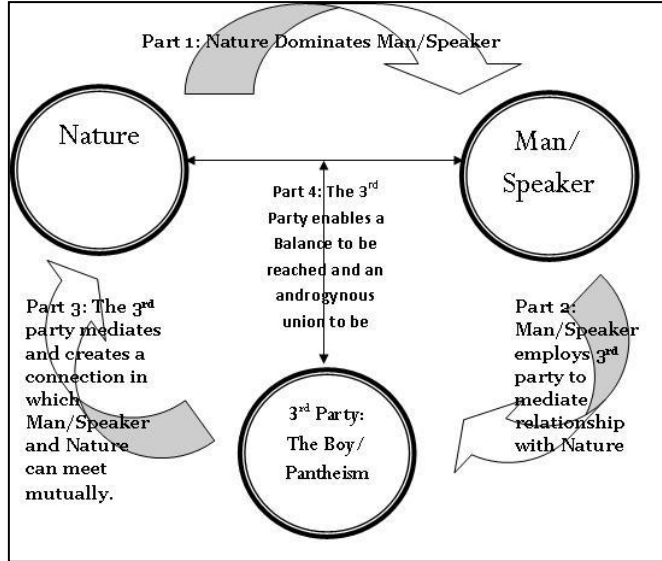 Part 1: Nature Dominates Man/Speaker
Nature
Man/
Speaker
Part 4: The 3rd
Party enables a
Balance to be
reached and an
androgynous
union to be
Part 3: The 3rd
party mediates
and creates a
connection in
which
Man/Speaker
and Nature
can meet
mutually.
Part 2:
Man/Speaker
employs 3rd
party to
mediate
relationship
with Nature
3rd Party:
The Boy/
Pantheism